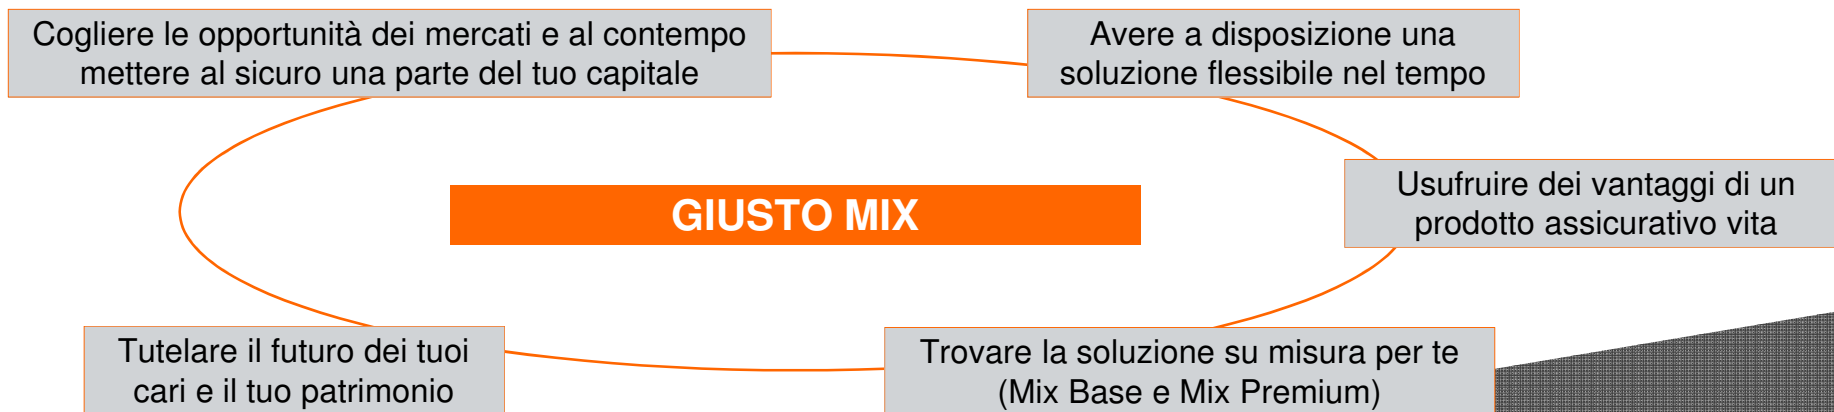 Cogliere le opportunità dei mercati e al contempo
mettere al sicuro una parte del tuo capitale
Avere a disposizione una
soluzione flessibile nel tempo
Usufruire dei vantaggi di un
prodotto assicurativo vita
GIUSTO MIX
Tutelare il futuro dei tuoi
cari e il tuo patrimonio
Trovare la soluzione su misura per te
(Mix Base e Mix Premium)